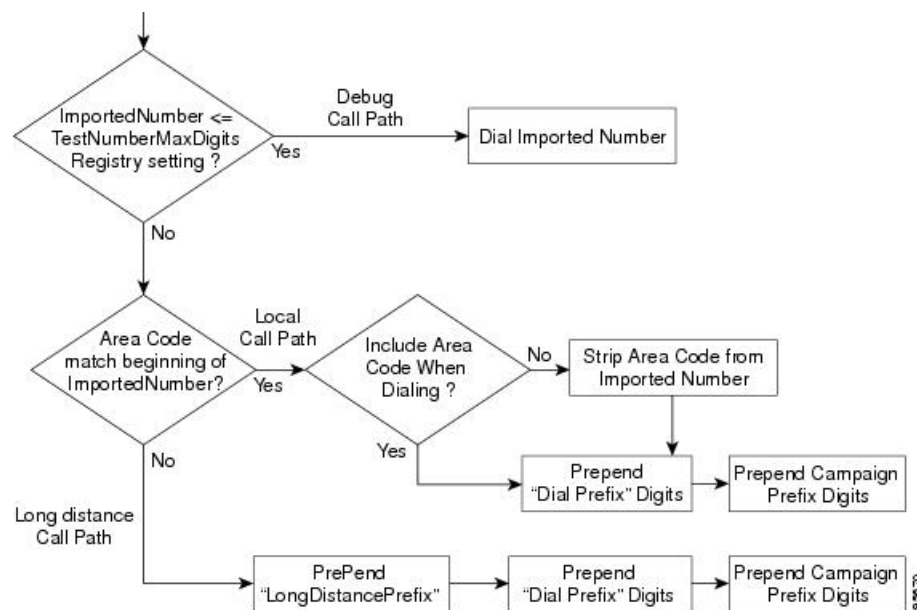 ImportedNumber <=
TestNumberMaxDigits
Registry setting ?
Debug
Call Path
Yes
Dial Imported Number
No
Area Code
match beginning of
ImportedNumber?
Local
Call Path
Yes
Include Area
Code When
Dialing ?
No
Strip Area Code from
Imported Number
Yes
Prepend
“Dial Prefix” Digits
Prepend Campaign
Prefix Digits
No
Long distance
Call Path
PrePend
“LongDistancePrefix”
Prepend
“Dial Prefix” Digits
Prepend Campaign
Prefix Digits